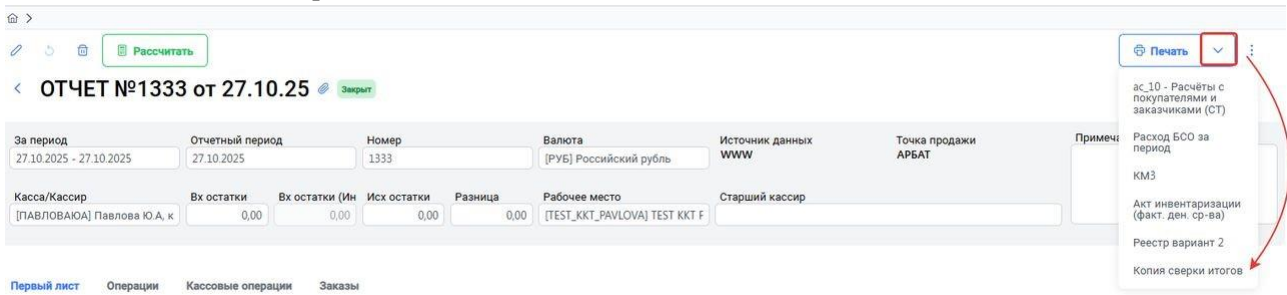 Рассчитать
Печать
ОТЧЕТ №1333 от 27.10.25 Закрыт
ac_10 - Расчёты с
покупателями и
заказчиками (СТ)
Расход БСО за
период
КМ3
Акт инвентаризации
(факт. ден. ср-ва)
Реестр вариант 2
Копия сверки итогов
За период Отчетный период Номер Валюта Источник данных Точка продажи Примеча
27.10.2025 - 27.10.2025 27.10.2025 1333 [РУБ] Российский рубль WWW АРБАТ
Касса/Кассир Вх остатки Вх остатки (Ин Исх остатки Разница Рабочее место Старший кассир
[ПАВЛОВАЮА] Павлова Ю.А, к 0,00 0,00 0,00 0,00 [TEST_KKT_PAVLOVA] TEST KKT F
Первый лист Операции Кассовые операции Заказы